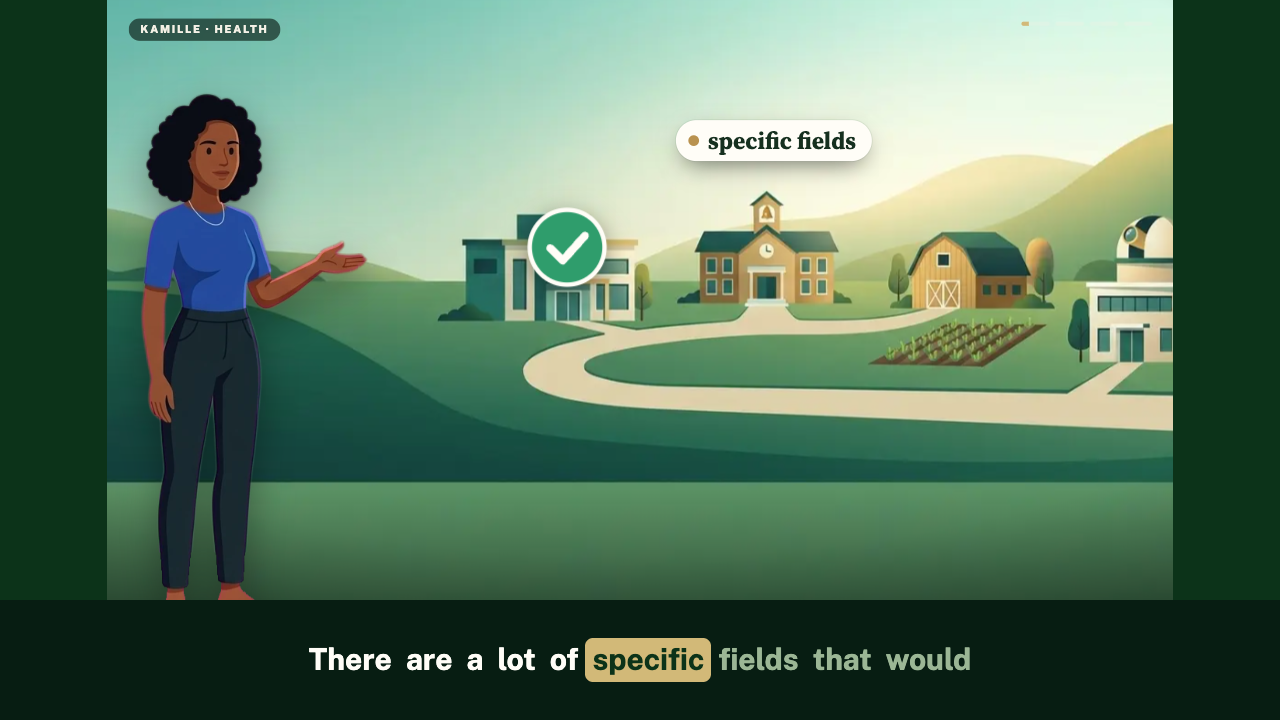 KAMILLE · HEALTH
specific fields
There are a lot of specific fields that would